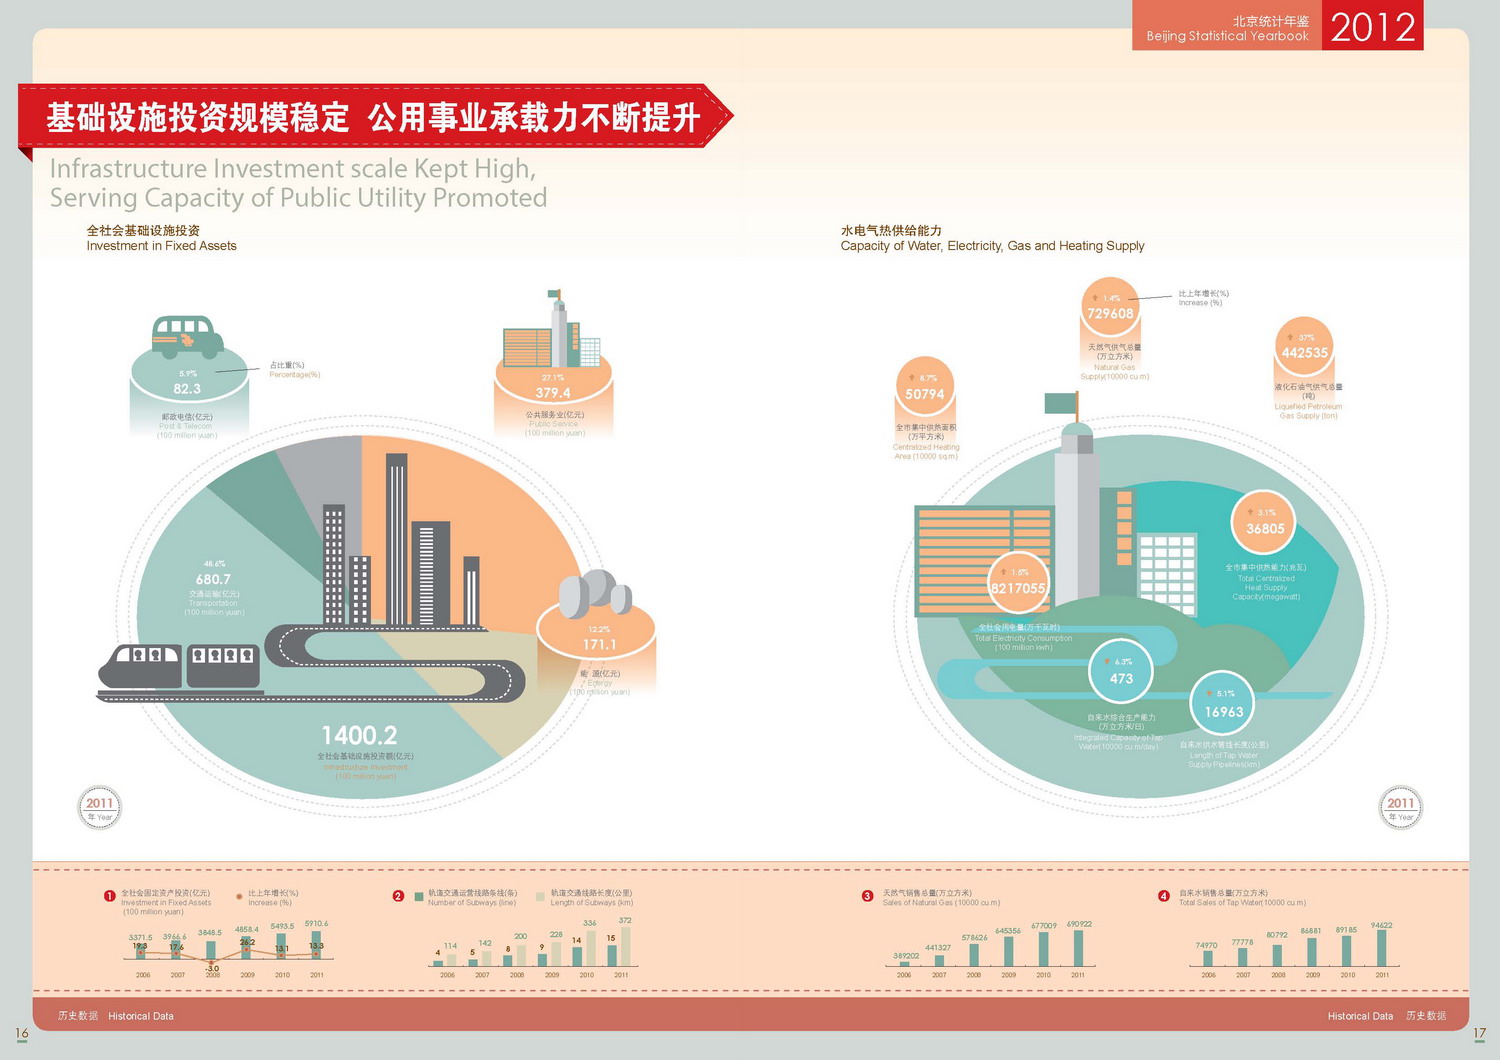 北京统计年鉴
Beijing Statistical Yearbook
2012
基础设施投资规模稳定 公用事业承载力不断提升
Infrastructure Investment scale Kept High,
Serving Capacity of Public Utility Promoted
全社会基础设施投资
Investment in Fixed Assets
5.9%
82.3
邮政电信(亿元)
Post & Telecom
(100 million yuan)
占比重(%)
Percentage(%)
27.1%
379.4
公共服务业(亿元)
Public Service
(100 million yuan)
48.6%
680.7
交通运输(亿元)
Transportation
(100 million yuan)
12.2%
171.1
能 源(亿元)
Energy
(100 million yuan)
1400.2
全社会基础设施投资额(亿元)
Infrastructure Investment
(100 million yuan)
2011
年 Year
水电气热供给能力
Capacity of Water, Electricity, Gas and Heating Supply
1.4%
729608
天然气供气总量
(万立方米)
Natural Gas
Supply(10000 cu.m)
比上年增长(%)
Increase (%)
37%
442535
液化石油气供气总量
(吨)
Liquefied Petroleum
Gas Supply (ton)
8.7%
50794
全市集中供热面积
(万平方米)
Centralized Heating
Area (10000 sq.m)
3.1%
36805
全市集中供热能力(兆瓦)
Total Centralized
Heat Supply
Capacity(megawatt)
1.5%
8217055
全社会用电量(万千瓦时)
Total Electricity Consumption
(100 million kwh)
6.3%
473
自来水综合生产能力
(万立方米/日)
Integrated Capacity of Tap
Water(10000 cu.m/day)
5.1%
16963
自来水供水管线长度(公里)
Length of Tap Water
Supply Pipelines(km)
2011
年 Year
1 全社会固定资产投资(亿元)
Investment in Fixed Assets
(100 million yuan)
比上年增长(%)
Increase (%)
3371.5 3966.6 3848.5 4858.4 5493.5 5910.6
19.3 17.6 -3.0 26.2 13.1 13.3
2006 2007 2008 2009 2010 2011
2 轨道交通运营线路条线(条)
Number of Subways (line)
轨道交通线路长度(公里)
Length of Subways (km)
4 114 5 142 8 200 9 228 14 336 15 372
2006 2007 2008 2009 2010 2011
3 天然气销售总量(万立方米)
Sales of Natural Gas (10000 cu.m)
389202 441327 578626 645356 677009 690922
2006 2007 2008 2009 2010 2011
4 自来水销售总量(万立方米)
Total Sales of Tap Water(10000 cu.m)
74970 77778 80792 86881 89185 94622
2006 2007 2008 2009 2010 2011
历史数据 Historical Data
Historical Data 历史数据
16
17